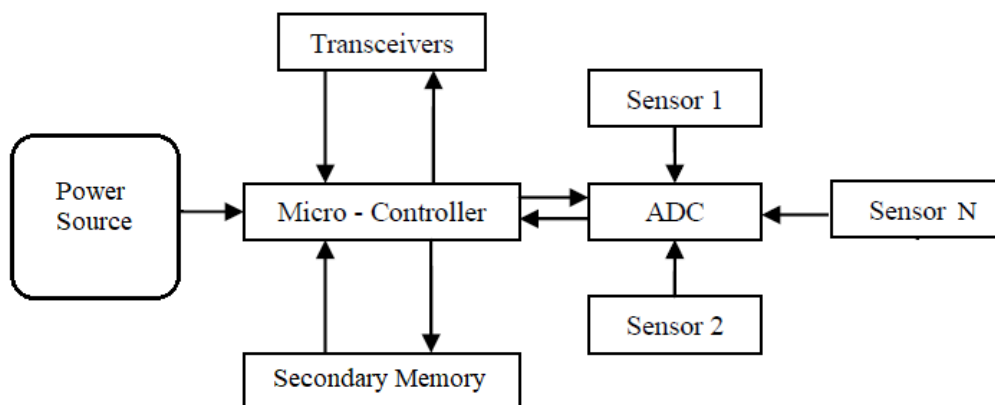 Transceivers
Sensor 1
Power
Source
Micro - Controller
ADC
Sensor N
Sensor 2
Secondary Memory